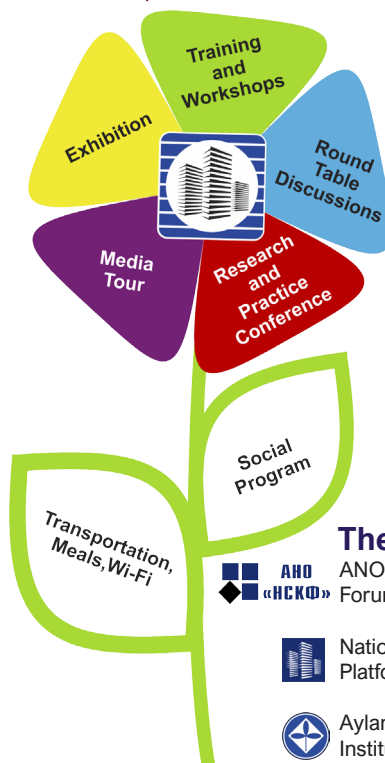 Training
and
Workshops
Exhibition
Round
Table
Discussions
Media
Tour
Research
and
Practice
Conference
Social
Program
Transportation,
Meals, Wi-Fi
The
АНО
«НСКФ»
ANO
Foru
Natio
Platfo
Aylar
Institu